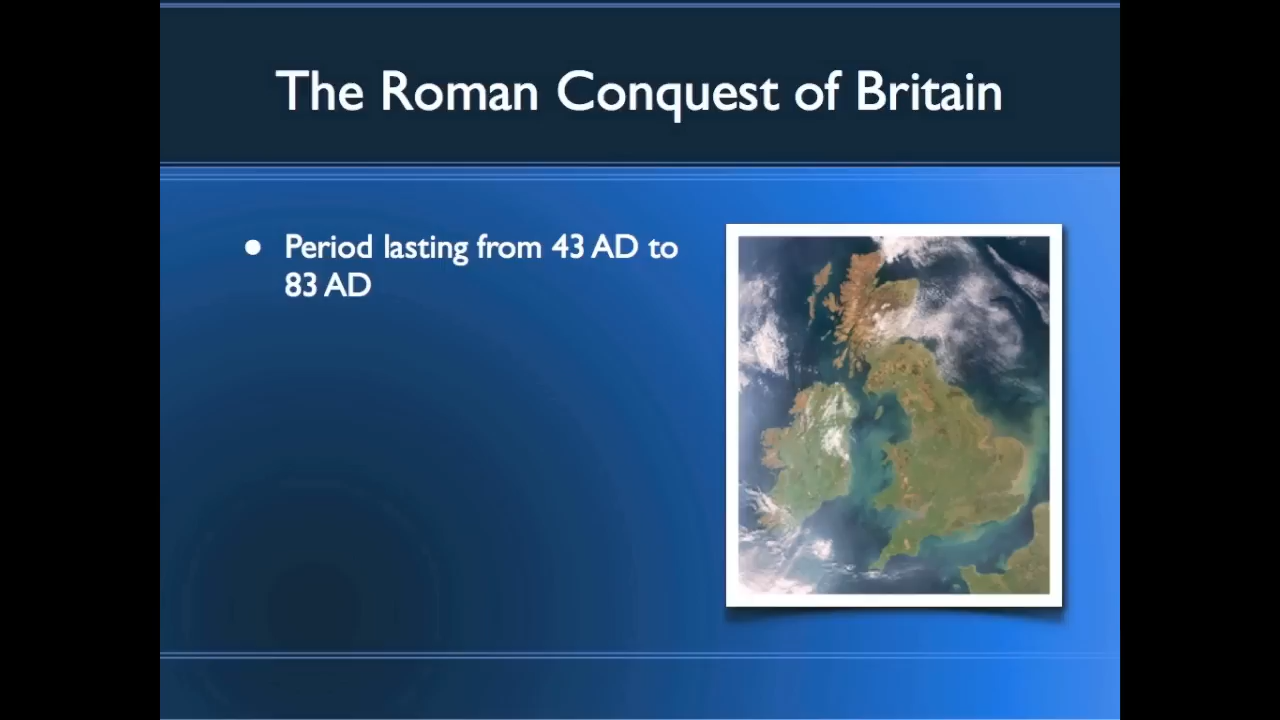 The Roman Conquest of Britain
● Period lasting from 43 AD to
83 AD